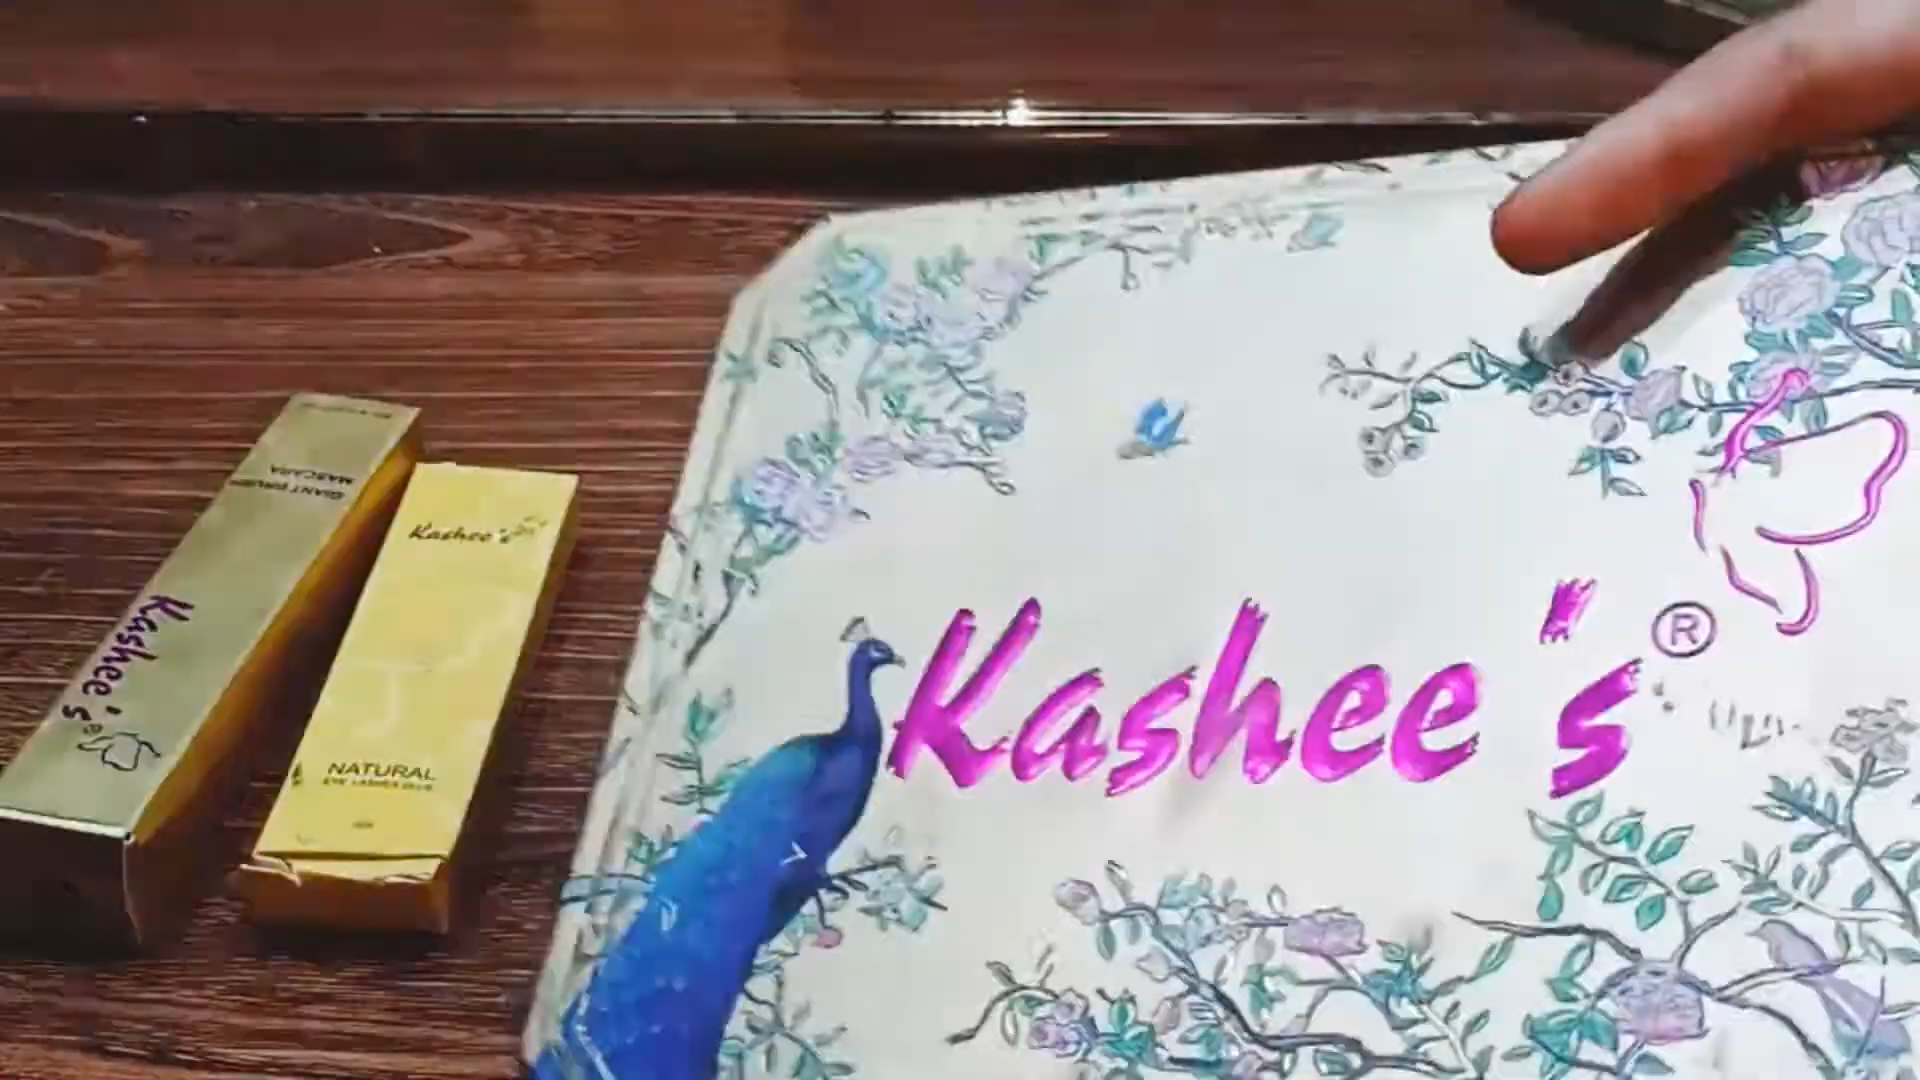 GIANT BRUSH
MASCARA
Kashee's
Kashee's
NATURAL
EYE LASHES GLUE
Kashee's®